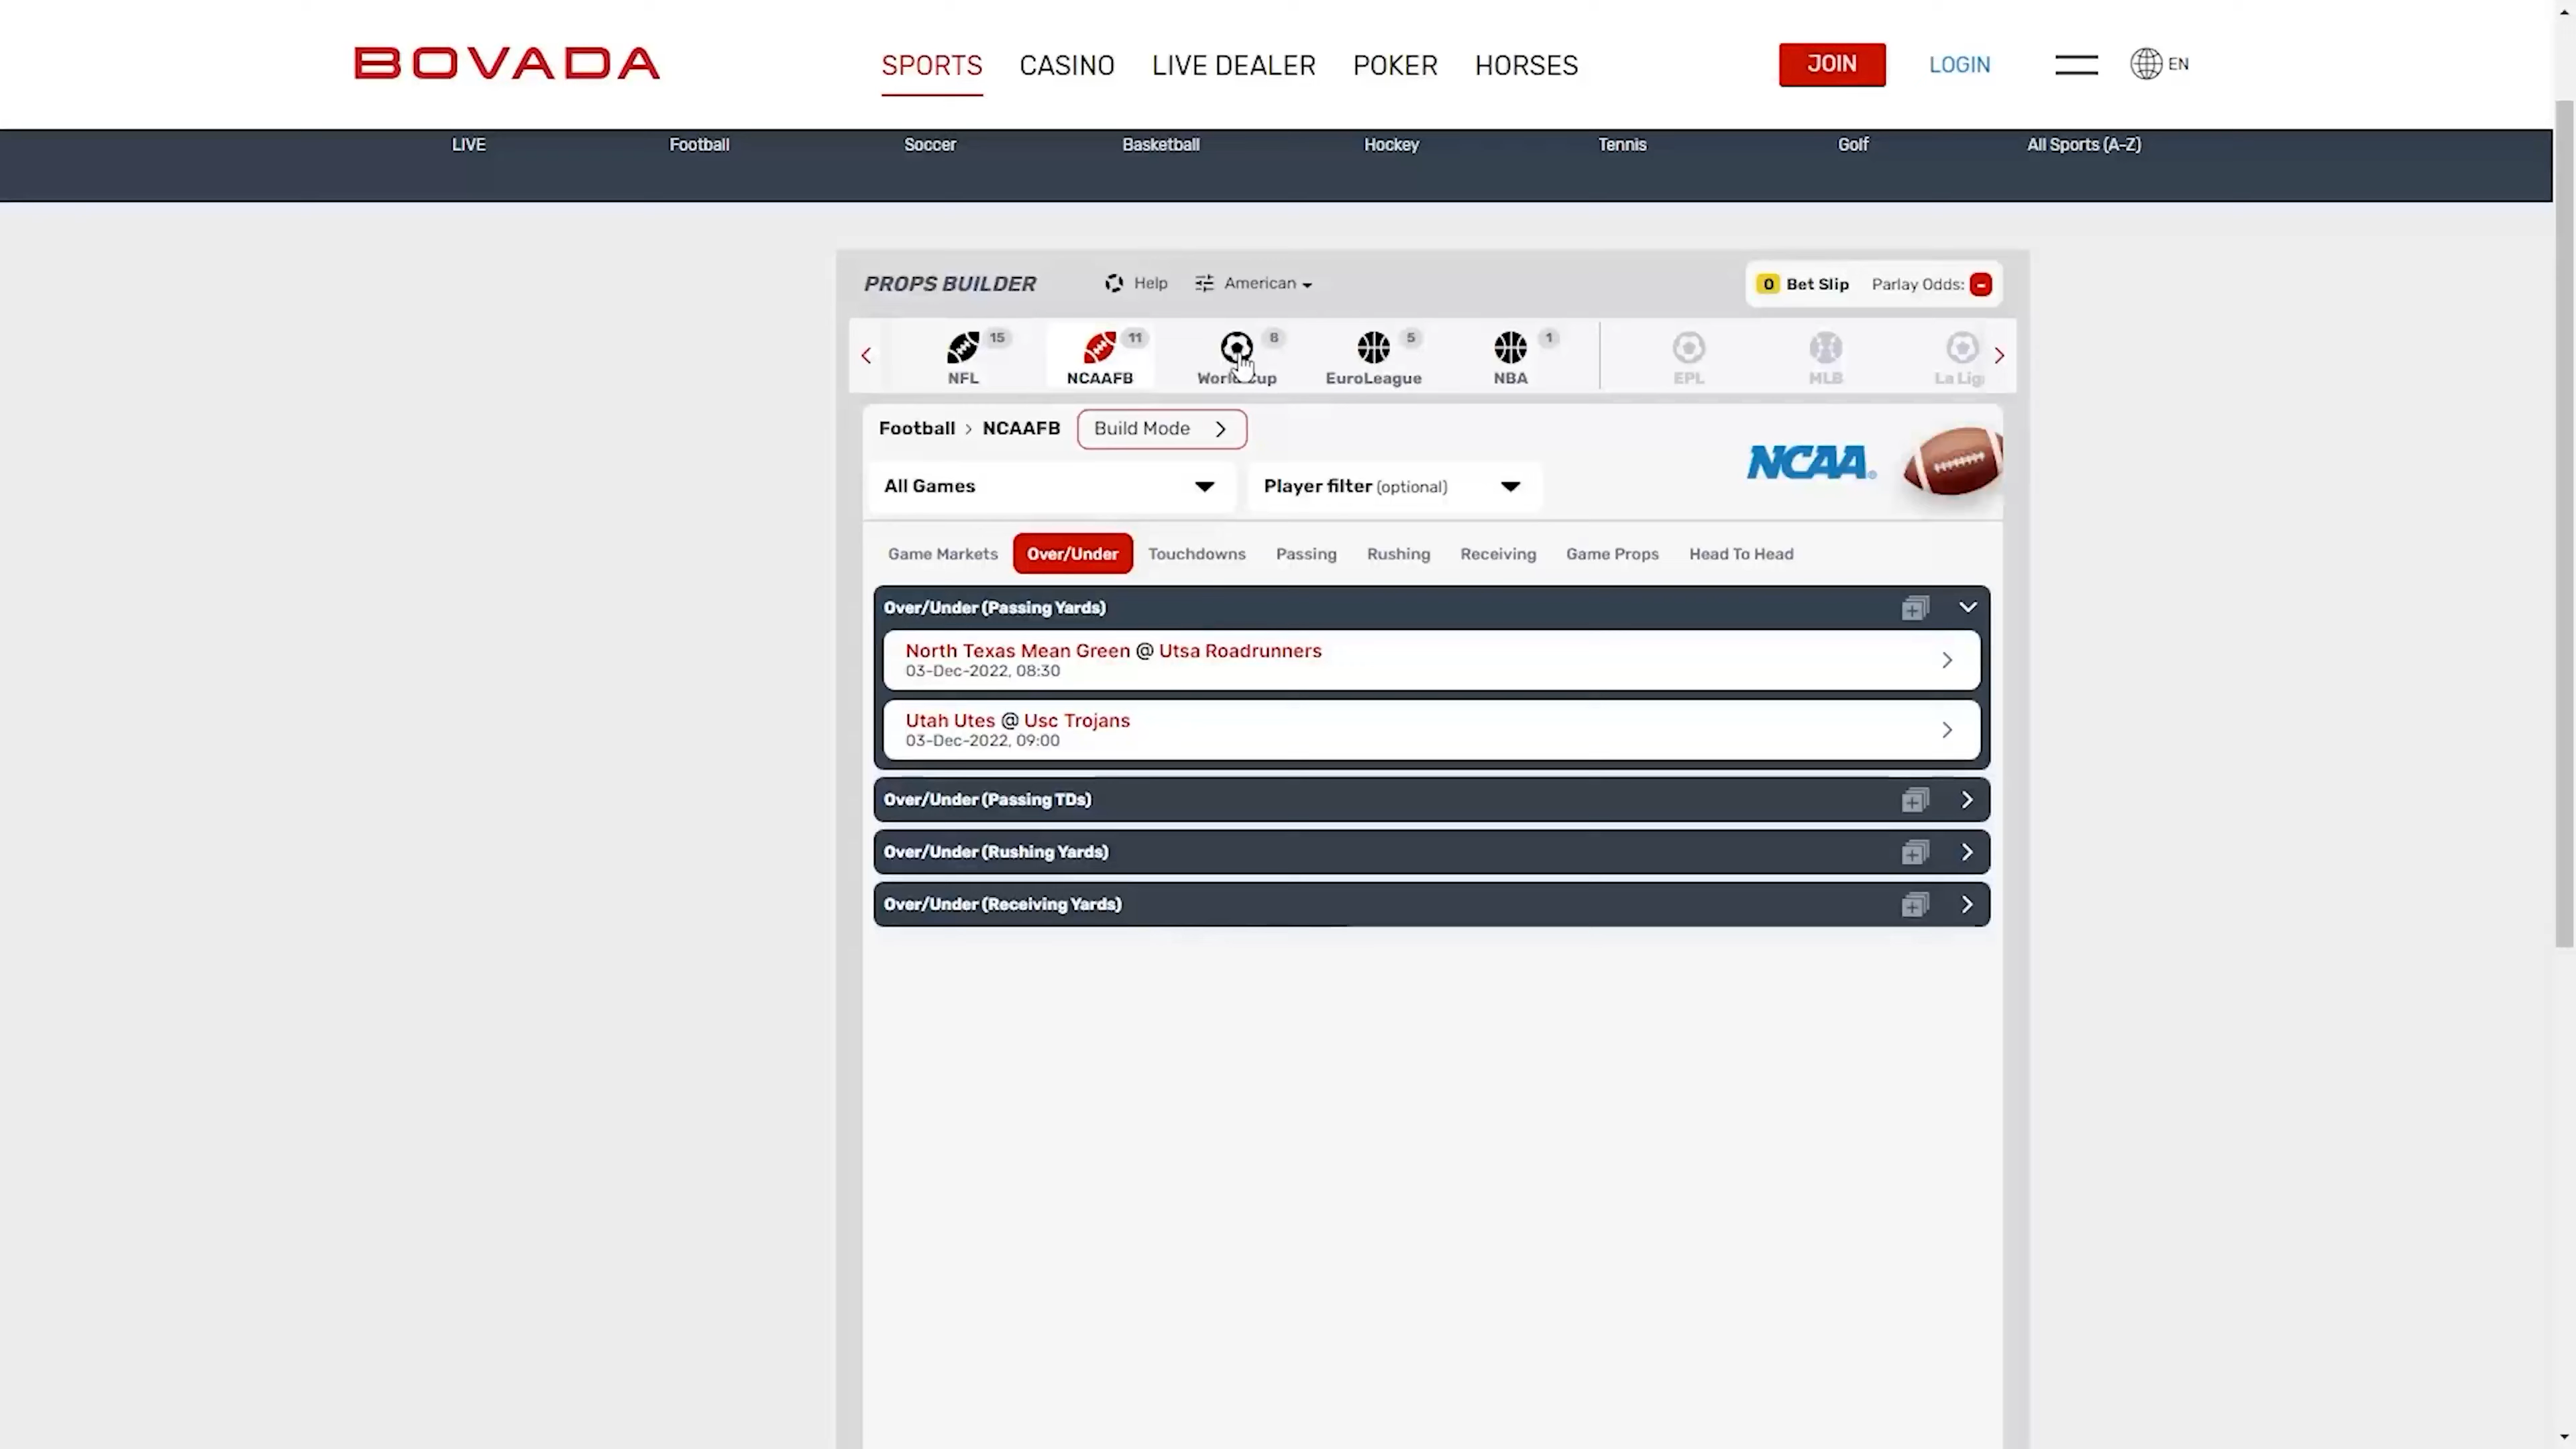 BOVADA
SPORTS CASINO LIVE DEALER POKER HORSES
JOIN LOGIN EN
LIVE Football Soccer Basketball Hockey Tennis Golf All Sports (A-Z)
PROPS BUILDER Help American 0 Bet Slip Parlay Odds: -
15 11 8 5 1
NFL NCAAFB World Cup EuroLeague NBA EPL MLB La Lig
Football > NCAAFB Build Mode
NCAA
All Games Player filter (optional)
Game Markets Over/Under Touchdowns Passing Rushing Receiving Game Props Head To Head
Over/Under (Passing Yards)
North Texas Mean Green @ Utsa Roadrunners
03-Dec-2022, 08:30
Utah Utes @ Usc Trojans
03-Dec-2022, 09:00
Over/Under (Passing TDs)
Over/Under (Rushing Yards)
Over/Under (Receiving Yards)